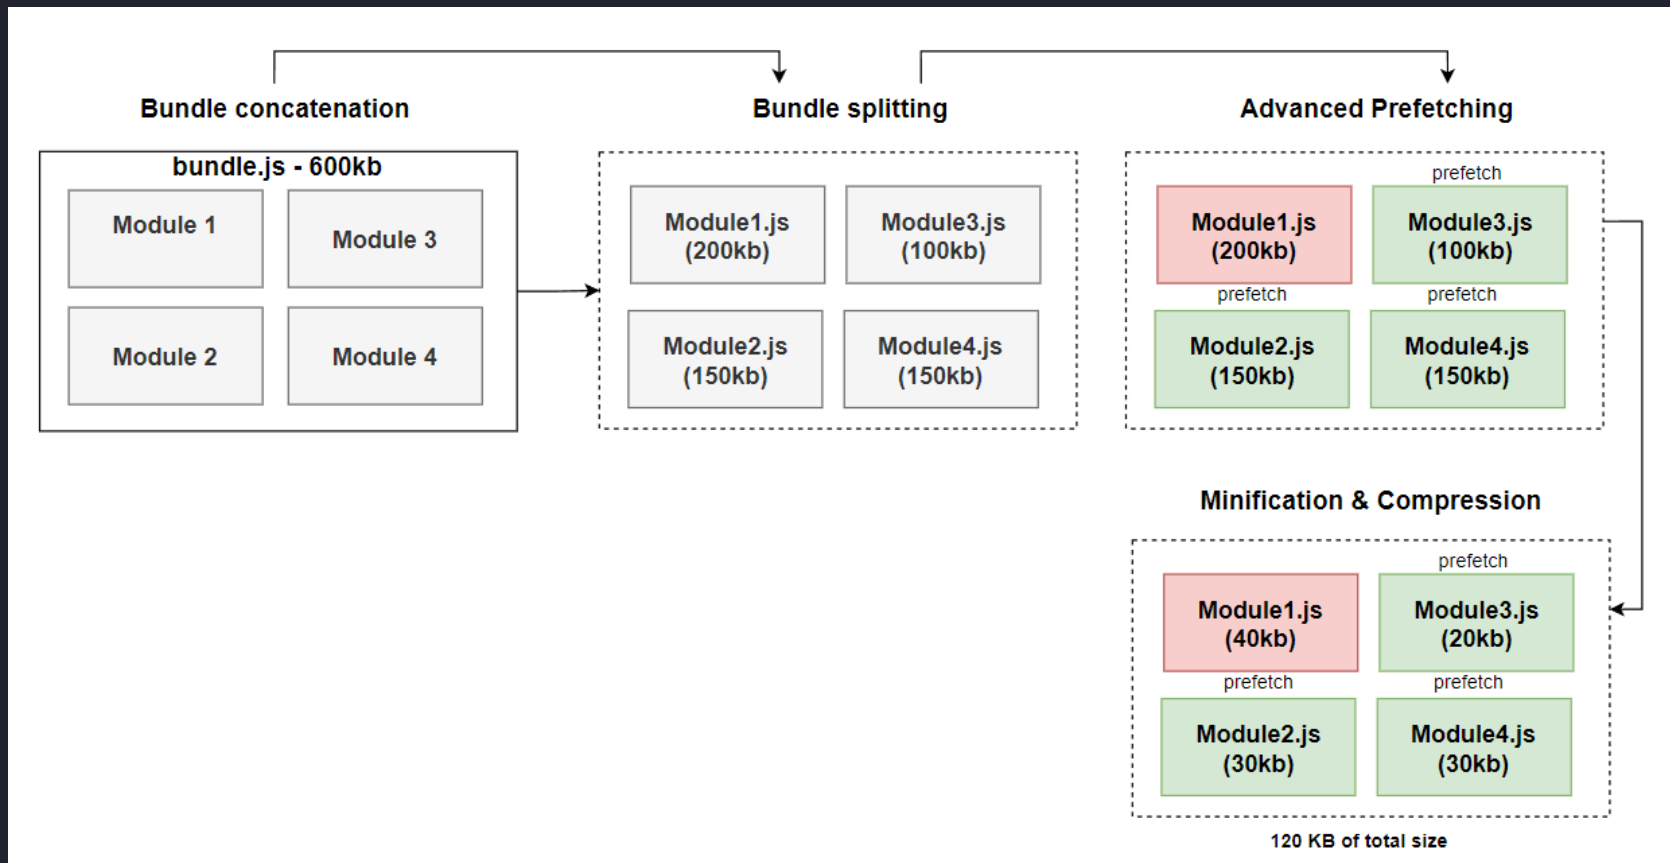 Bundle concatenation
bundle.js - 600kb
Module 1
Module 3
Module 2
Module 4
Bundle splitting
Module1.js
(200kb)
Module3.js
(100kb)
Module2.js
(150kb)
Module4.js
(150kb)
Advanced Prefetching
Module1.js
(200kb)
prefetch
Module3.js
(100kb)
prefetch
Module2.js
(150kb)
prefetch
Module4.js
(150kb)
Minification & Compression
Module1.js
(40kb)
prefetch
Module3.js
(20kb)
prefetch
Module2.js
(30kb)
prefetch
Module4.js
(30kb)
120 KB of total size